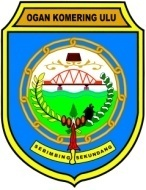 OGAN KOMERING ULU
SEBIMBING SEKUNDANG